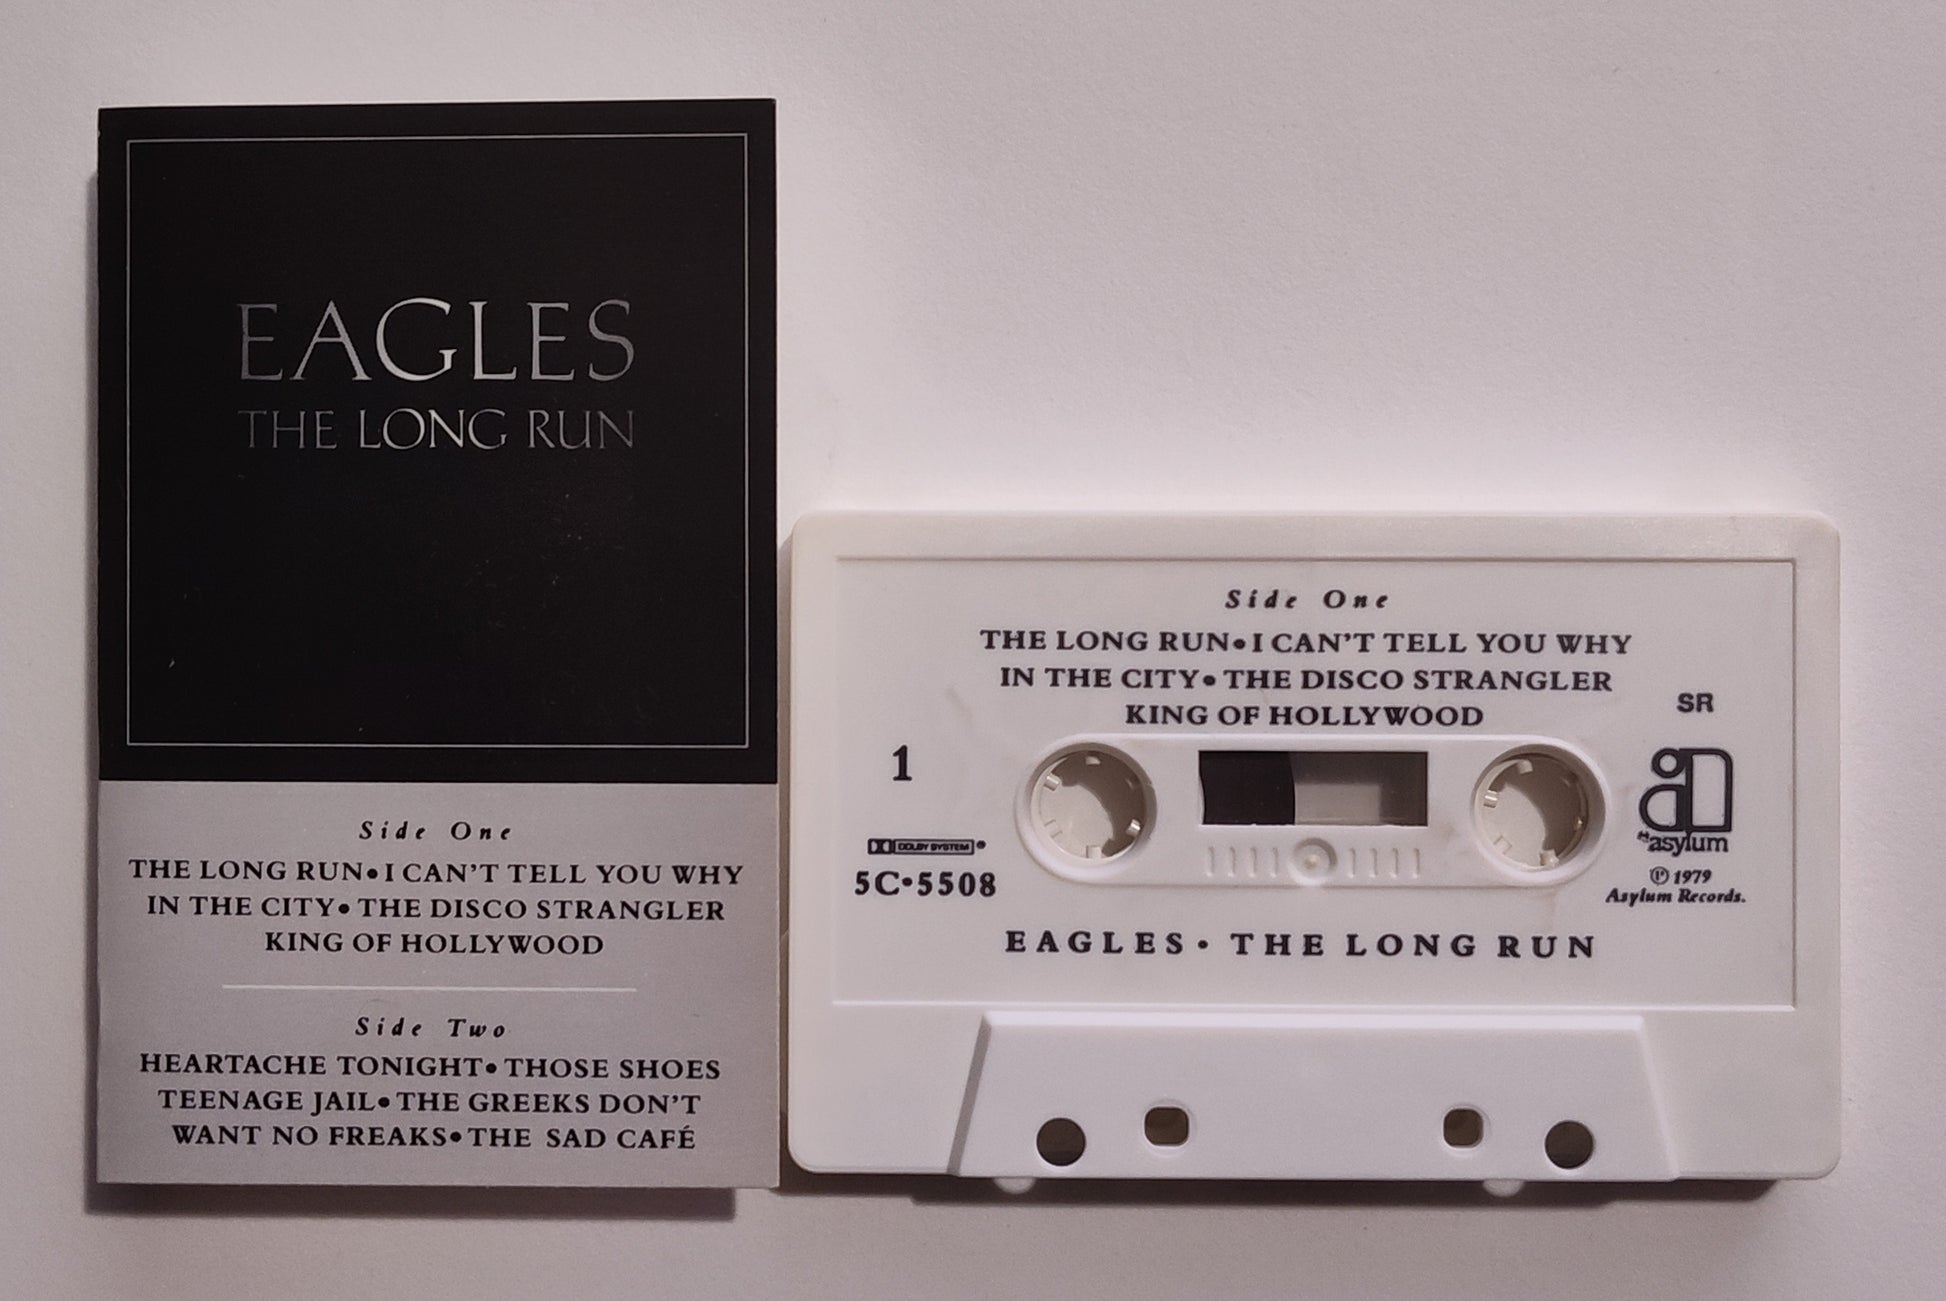 EAGLES
THE LONG RUN
Side One
THE LONG RUN•I CAN'T TELL YOU WHY
IN THE CITY•THE DISCO STRANGLER
KING OF HOLLYWOOD
Side Two
HEARTACHE TONIGHT•THOSE SHOES
TEENAGE JAIL•THE GREEKS DON'T
WANT NO FREAKS•THE SAD CAFÉ
Side One
THE LONG RUN•I CAN'T TELL YOU WHY
IN THE CITY•THE DISCO STRANGLER
KING OF HOLLYWOOD
SR
1
asylum
DOLBY SYSTEM
5C•5508
Ⓟ 1979
Asylum Records.
EAGLES•THE LONG RUN